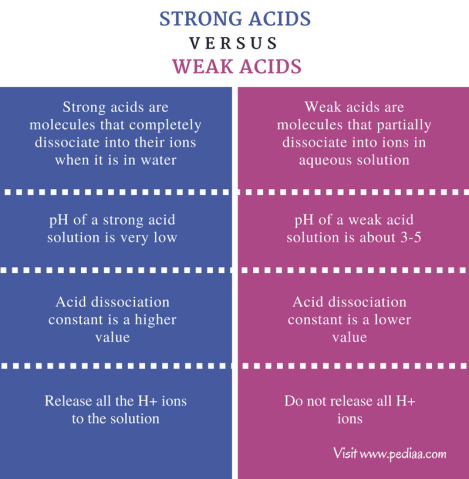 STRONG ACIDS
VERSUS
WEAK ACIDS
Strong acids are
molecules that completely
dissociate into their ions
when it is in water
Weak acids are
molecules that partially
dissociate into ions in
aqueous solution
pH of a strong acid
solution is very low
pH of a weak acid
solution is about 3-5
Acid dissociation
constant is a higher
value
Acid dissociation
constant is a lower
value
Release all the H+ ions
to the solution
Do not release all H+
ions
Visit www.pediaa.com